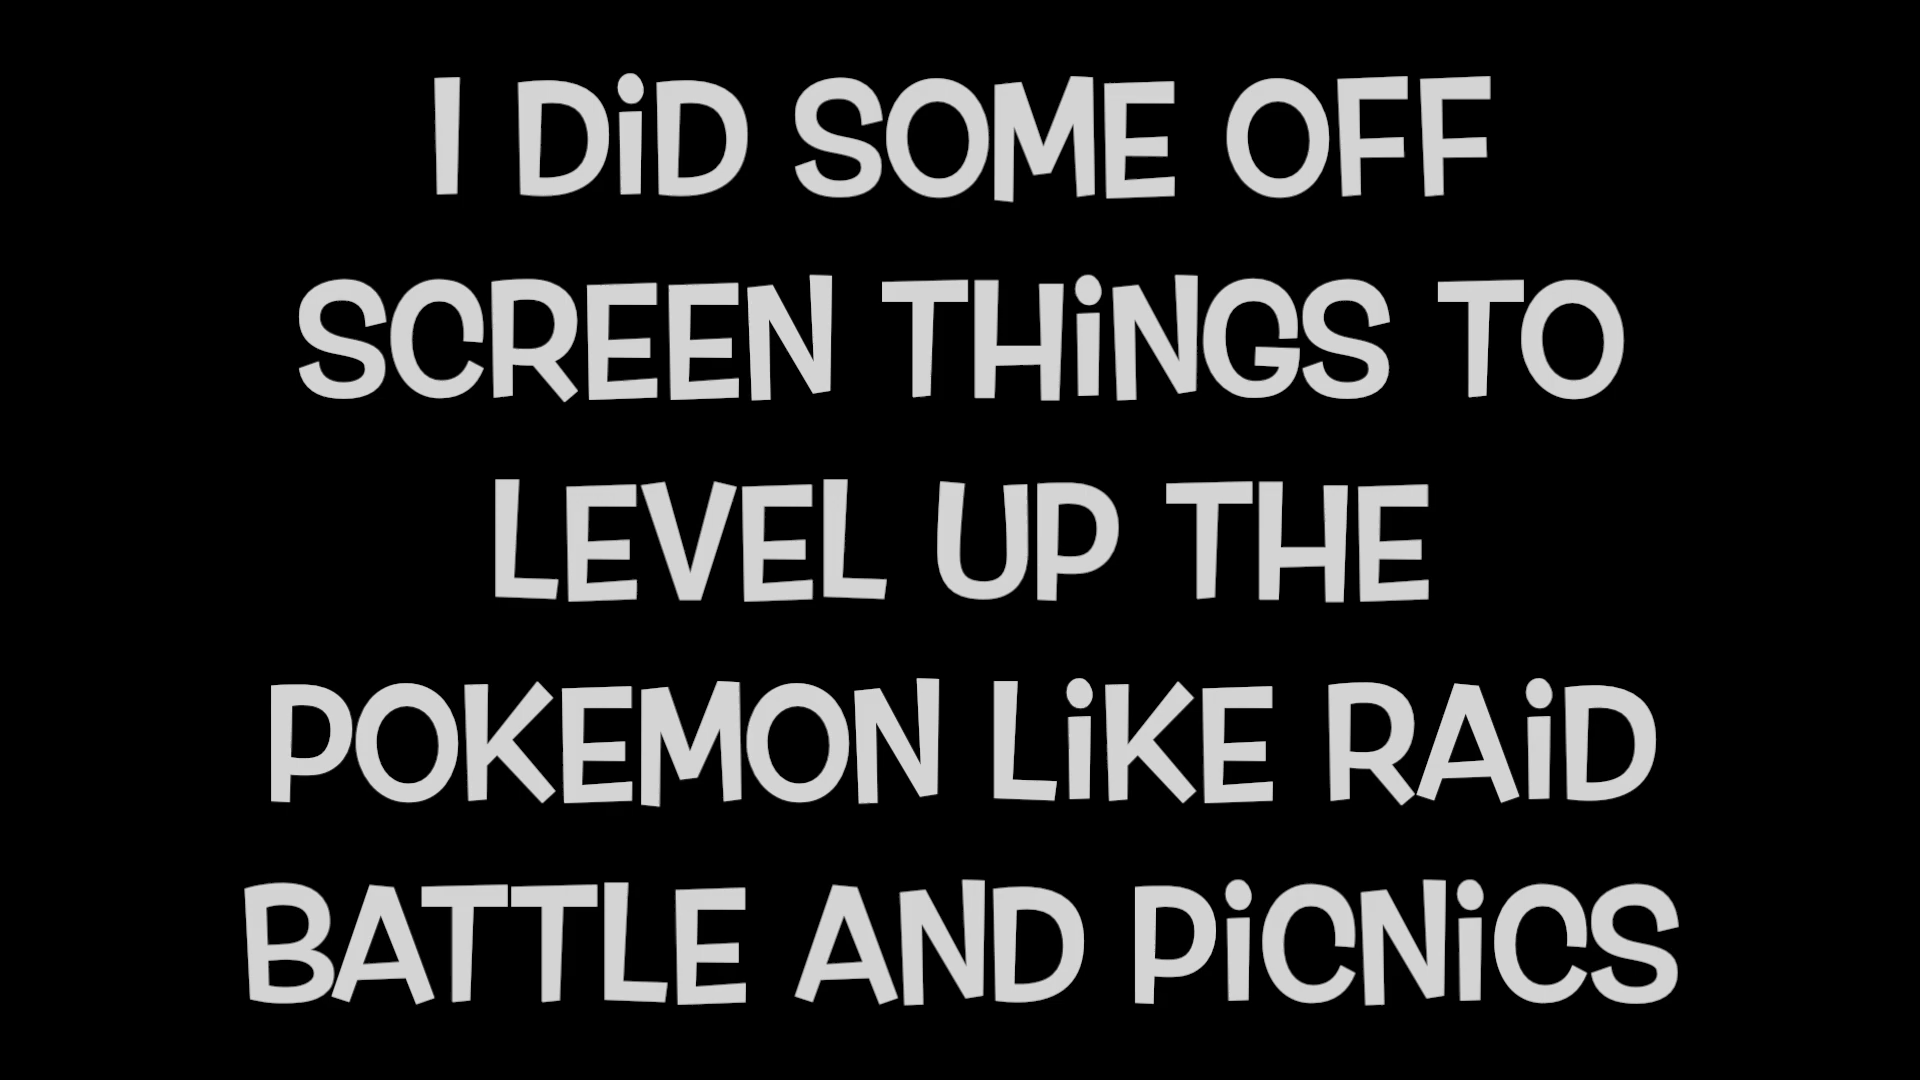 I DiD SOME OFF
SCREEN THiNGS TO
LEVEL UP THE
POKEMON LiKE RAiD
BATTLE AND PiCNiCS